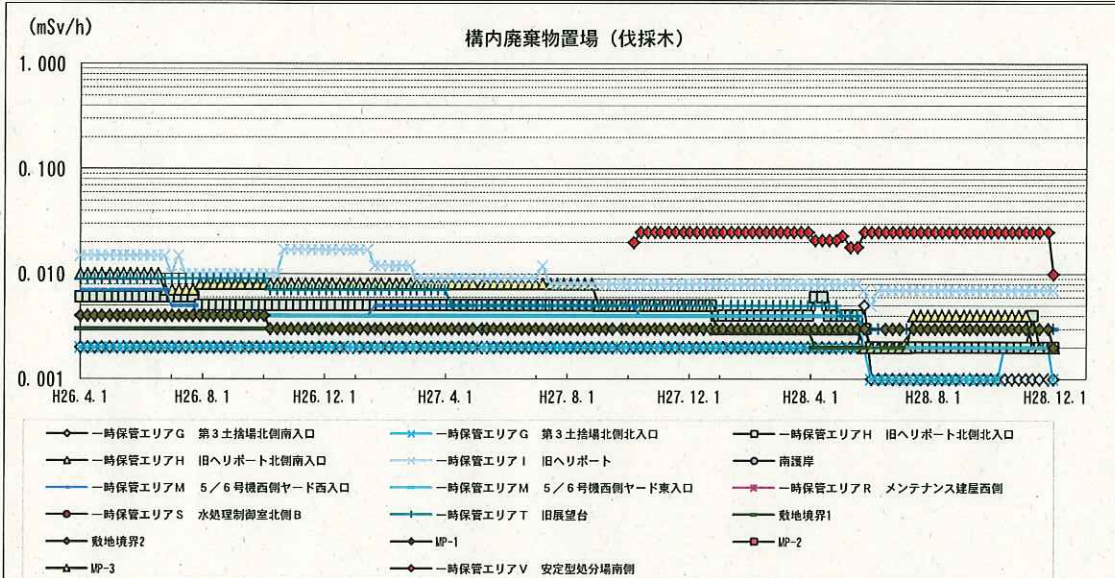 (mSv/h)
構内廃棄物置場（伐採木）
1.000
0.100
0.010
0.001
H26. 4. 1 H26. 8. 1 H26. 12. 1 H27. 4. 1 H27. 8. 1 H27. 12. 1 H28. 4. 1 H28. 8. 1 H28. 12. 1
一時保管エリアG 第3土捨場北側南入口 一時保管エリアG 第3土捨場北側北入口 一時保管エリアH 旧ヘリポート北側北入口
一時保管エリアH 旧ヘリポート北側南入口 一時保管エリアI 旧ヘリポート 南護岸
一時保管エリアM 5／6号機西側ヤード西入口 一時保管エリアM 5／6号機西側ヤード東入口 一時保管エリアR メンテナンス建屋西側
一時保管エリアS 水処理制御室北側B 一時保管エリアT 旧展望台 敷地境界1
敷地境界2 MP-1 MP-2
MP-3 一時保管エリアV 安定型処分場南側